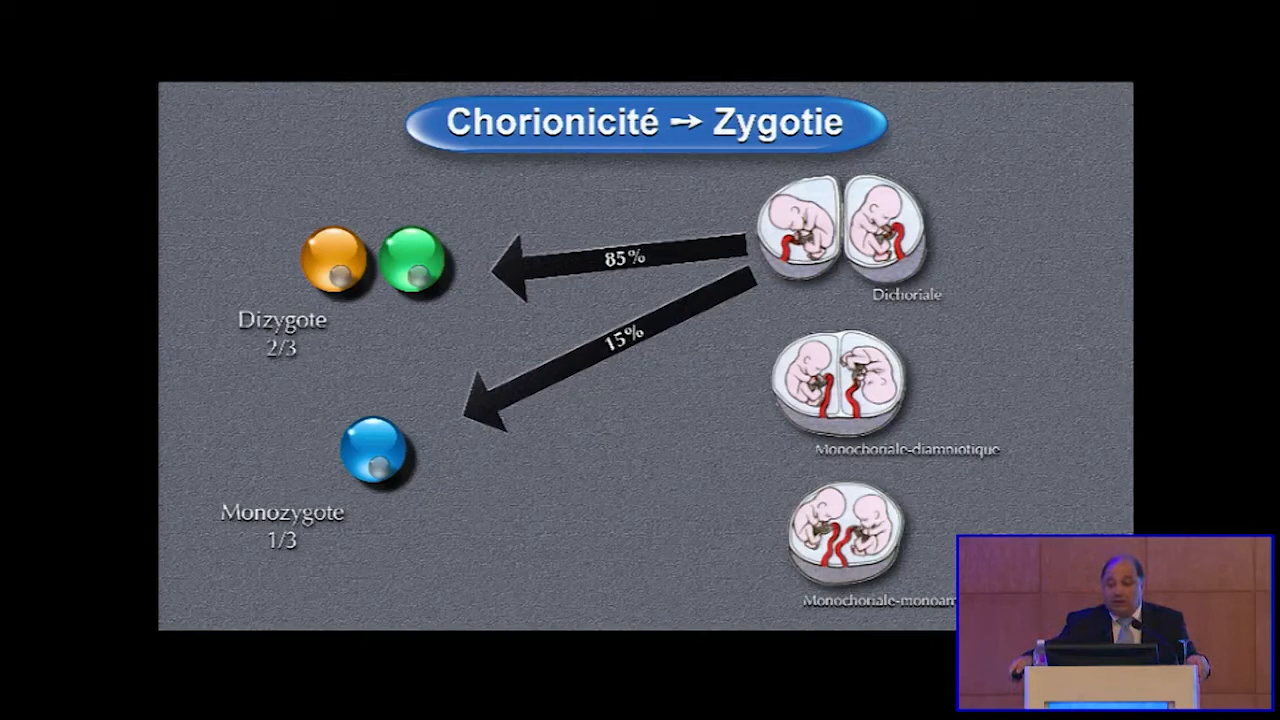 Chorionicité → Zygotie
85%
Dichoriale
Dizygote
2/3
15%
Monochoriale-diamniotique
Monozygote
1/3